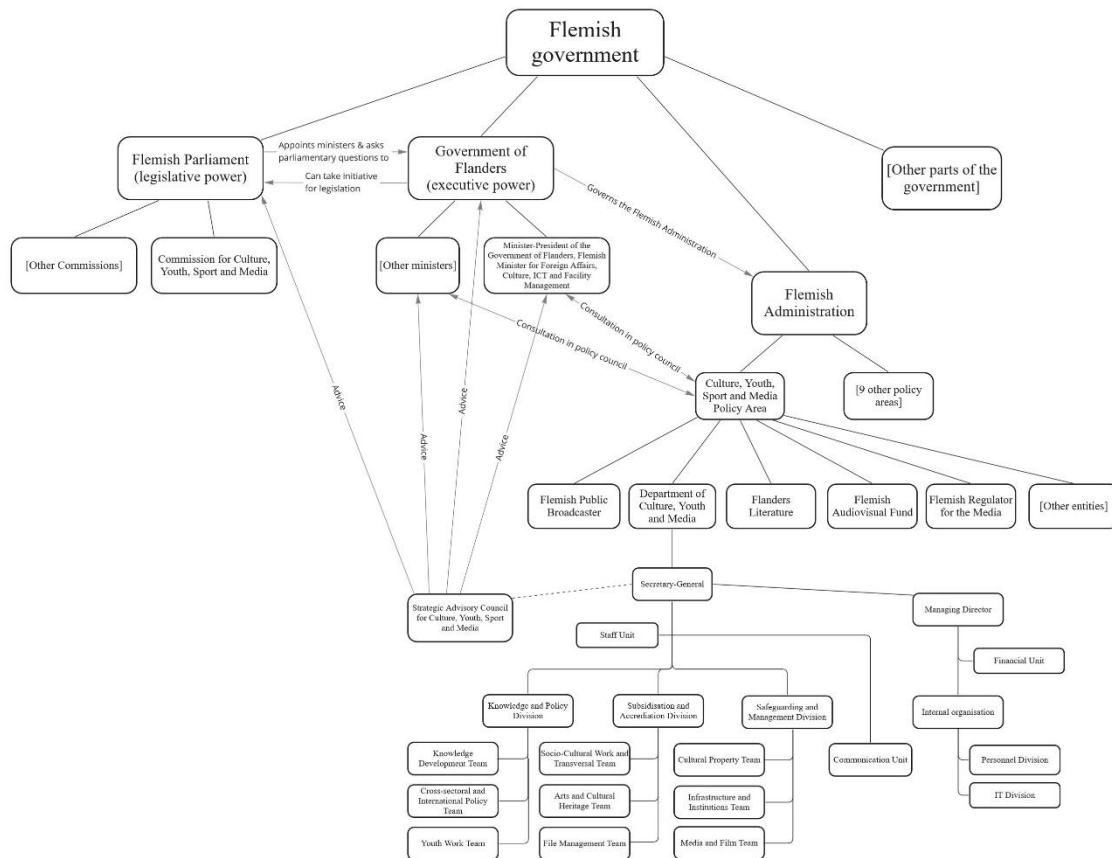 Flemish
government
Flemish Parliament
(legislative power)
Appoints ministers & asks
parliamentary questions to
Can take initiative
for legislation
Government of
Flanders
(executive power)
[Other parts of the
government]
Governs the Flemish Administration
[Other Commissions]
Commission for Culture,
Youth, Sport and Media
[Other ministers]
Minister-President of the
Government of Flanders, Flemish
Minister for Foreign Affairs,
Culture, ICT and Facility
Management
Flemish
Administration
Consultation in policy council
Consultation in policy council
Culture, Youth,
Sport and Media
Policy Area
[9 other policy
areas]
Advice
Advice
Advice
Advice
Flemish Public
Broadcaster
Department of
Culture, Youth
and Media
Flanders
Literature
Flemish
Audiovisual Fund
Flemish Regulator
for the Media
[Other entities]
Secretary-General
Strategic Advisory Council
for Culture, Youth, Sport
and Media
Managing Director
Staff Unit
Financial Unit
Knowledge and Policy
Division
Subsidisation and
Accrediation Division
Safeguarding and
Management Division
Internal organisation
Knowledge
Development Team
Socio-Cultural Work and
Transversal Team
Cultural Property Team
Communication Unit
Personnel Division
Cross-sectoral and
International Policy
Team
Arts and Cultural
Heritage Team
Infrastructure and
Institutions Team
IT Division
Youth Work Team
File Management Team
Media and Film Team